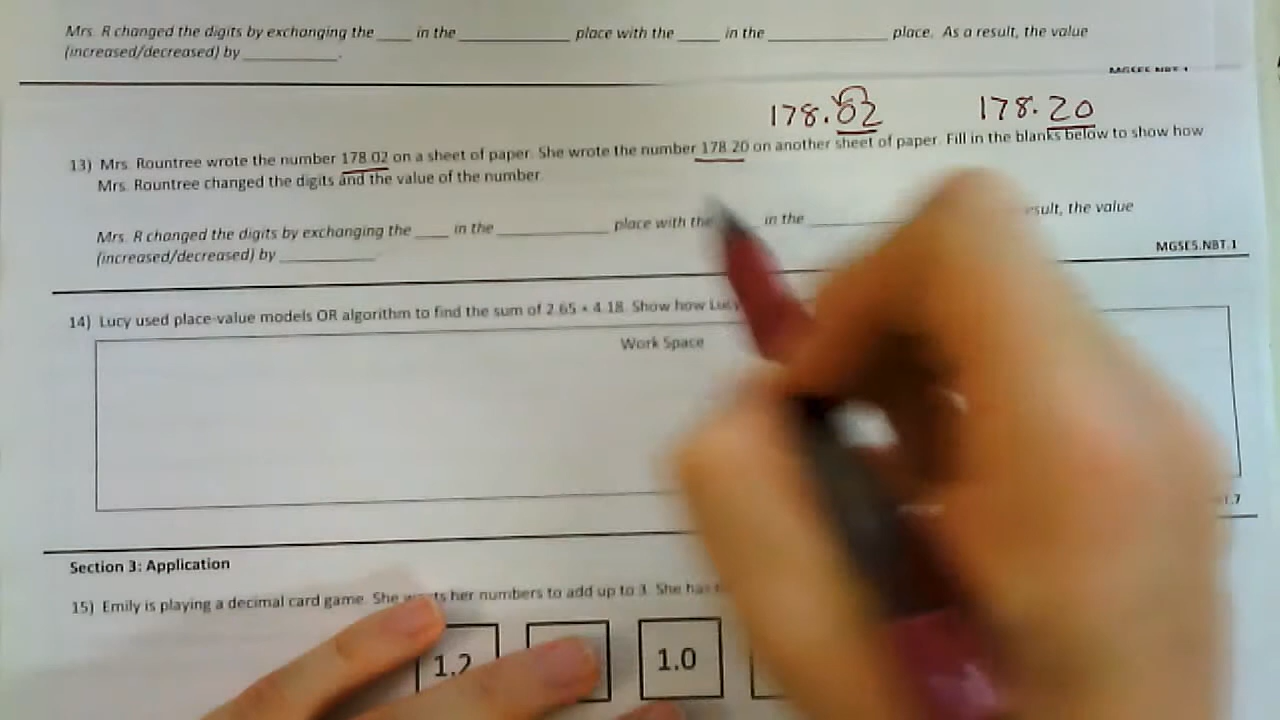 Mrs. R changed the digits by exchanging the ____ in the ____________ place with the _____ in the _____________ place. As a result, the value
(increased/decreased) by ___________.
178.02 178.20
13) Mrs. Rountree wrote the number 178.02 on a sheet of paper. She wrote the number 178.20 on another sheet of paper. Fill in the blanks below to show how
Mrs. Rountree changed the digits and the value of the number.
Mrs. R changed the digits by exchanging the ____ in the ____________ place with the in the ___________ the value
(increased/decreased) by ___________.
MGSE5.NBT.1
14) Lucy used place-value models OR algorithm to find the sum of 2.65 + 4.18. Show how Lucy
Work Space
Section 3: Application
15) Emily is playing a decimal card game. She her numbers to add up to 3. She has
1.2 1.0